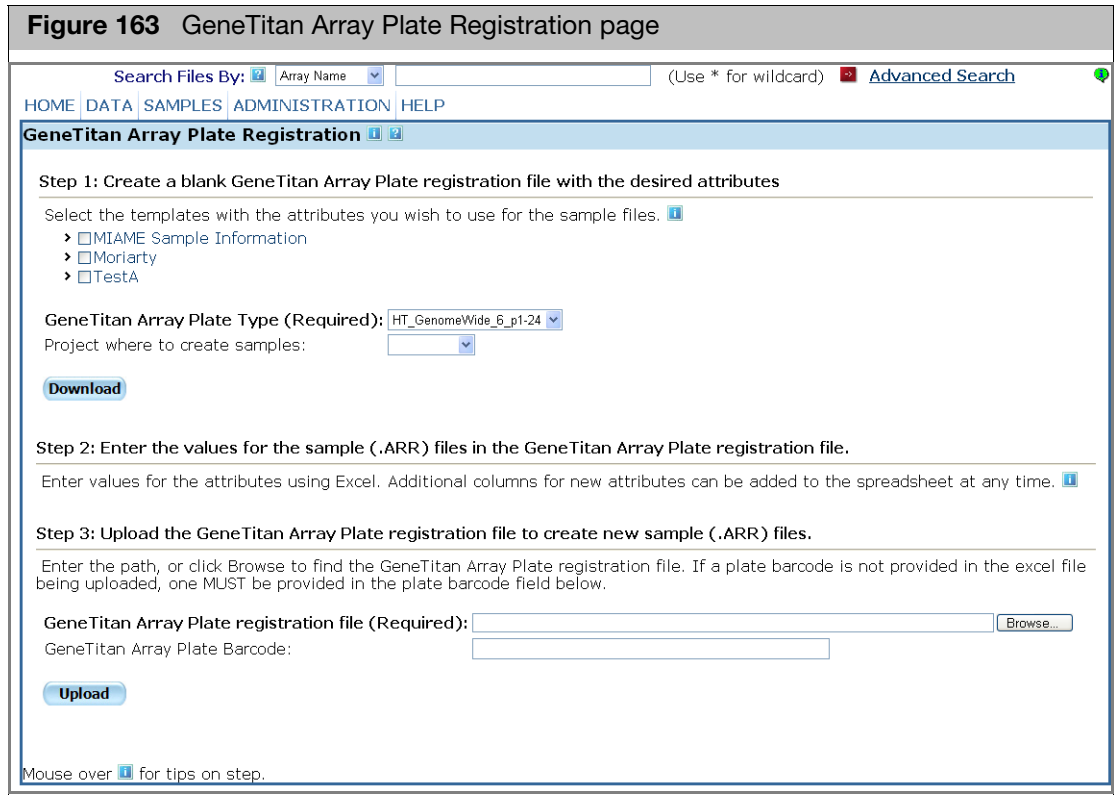 Figure 163 GeneTitan Array Plate Registration page
Search Files By: Array Name (Use * for wildcard) Advanced Search
HOME DATA SAMPLES ADMINISTRATION HELP
GeneTitan Array Plate Registration
Step 1: Create a blank GeneTitan Array Plate registration file with the desired attributes
Select the templates with the attributes you wish to use for the sample files.
MIAME Sample Information
Moriarty
TestA
GeneTitan Array Plate Type (Required): HT_GenomeWide_6_p1-24
Project where to create samples:
Download
Step 2: Enter the values for the sample (.ARR) files in the GeneTitan Array Plate registration file.
Enter values for the attributes using Excel. Additional columns for new attributes can be added to the spreadsheet at any time.
Step 3: Upload the GeneTitan Array Plate registration file to create new sample (.ARR) files.
Enter the path, or click Browse to find the GeneTitan Array Plate registration file. If a plate barcode is not provided in the excel file
being uploaded, one MUST be provided in the plate barcode field below.
GeneTitan Array Plate registration file (Required): Browse...
GeneTitan Array Plate Barcode:
Upload
Mouse over i for tips on step.